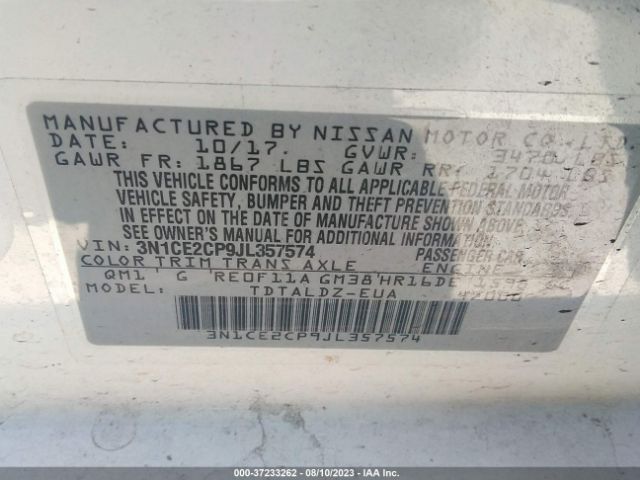 MANUFACTURED BY NISSAN MOTOR CO.,LTD.
DATE: 10/17. GVWR: 3470 LBS
GAWR FR: 1867 LBS GAWR RR: 1704 LBS
THIS VEHICLE CONFORMS TO ALL APPLICABLE FEDERAL MOTOR
VEHICLE SAFETY, BUMPER AND THEFT PREVENTION STANDARDS
IN EFFECT ON THE DATE OF MANUFACTURE SHOWN ABOVE.
SEE OWNER'S MANUAL FOR ADDITIONAL INFORMATION.
VIN: 3N1CE2CP9JL357574 PASSENGER CAR
COLOR TRIM TRANS AXLE ENGINE
QM1 G RE0F11A GM38 HR16DE 1598 CC
TDTALDZ-EUA
3N1CE2CP9JL357574
000-37233262 - 08/10/2023 - IAA Inc.